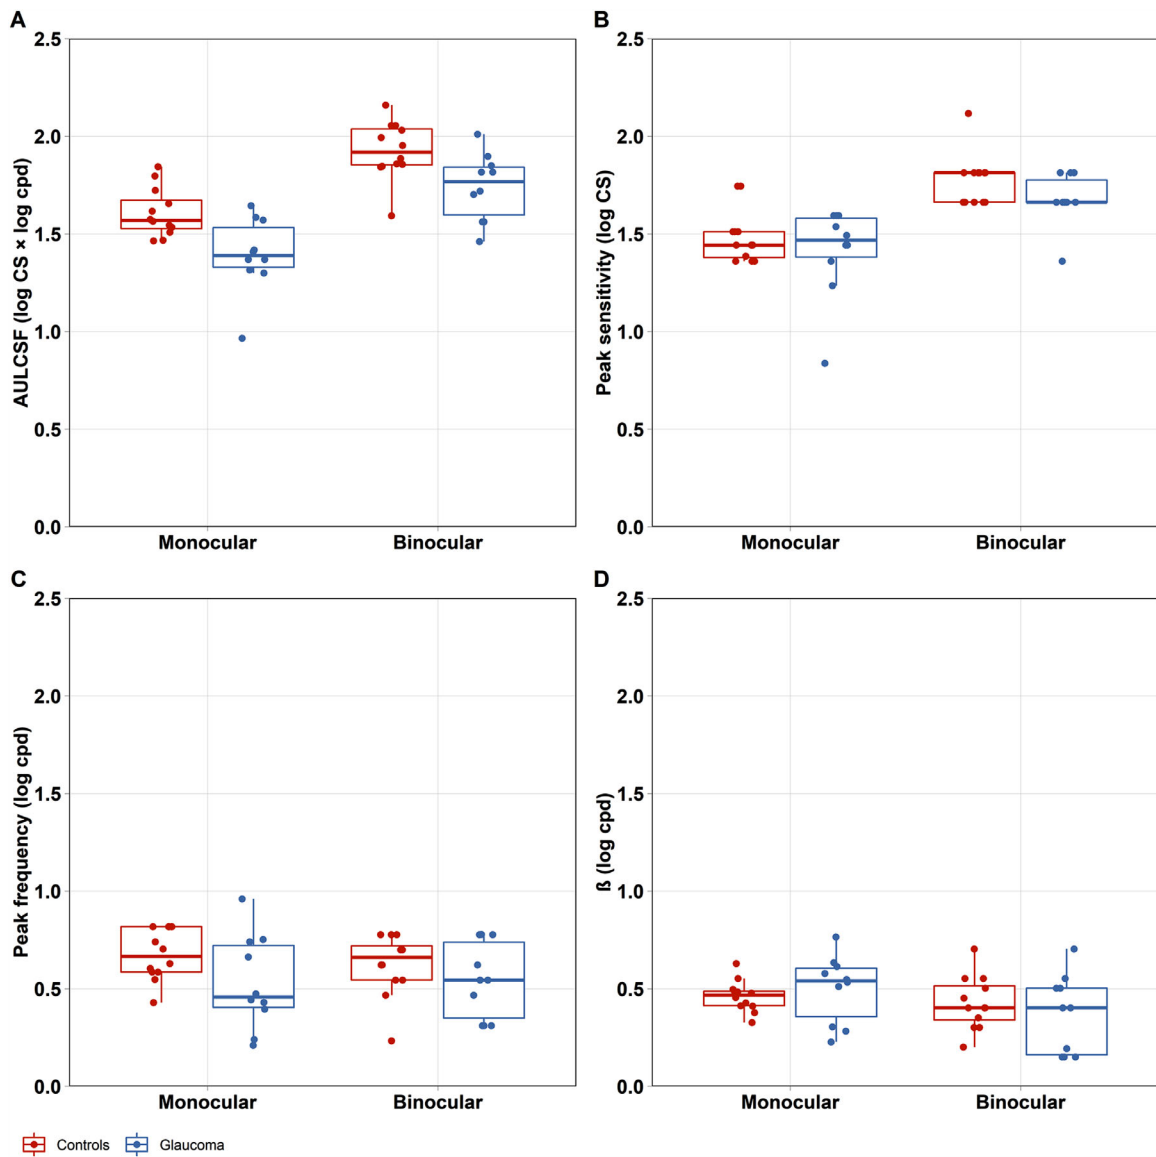 A
AULCSF (log CS × log cpd)
2.5
2.0
1.5
1.0
0.5
0.0
Monocular Binocular
B
Peak sensitivity (log CS)
2.5
2.0
1.5
1.0
0.5
0.0
Monocular Binocular
C
Peak frequency (log cpd)
2.5
2.0
1.5
1.0
0.5
0.0
Monocular Binocular
D
ß (log cpd)
2.5
2.0
1.5
1.0
0.5
0.0
Monocular Binocular
Controls Glaucoma